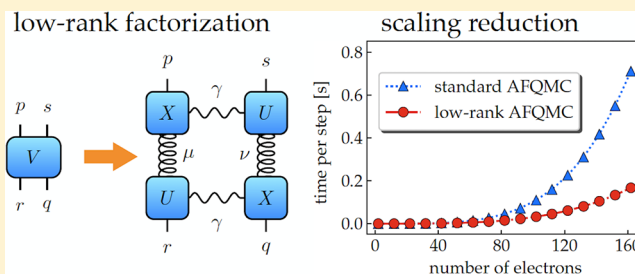 low-rank factorization
p s
V
r q
p s
γ
X U
μ ν
U X
γ
r q
scaling reduction
time per step [s]
0.8
0.6
0.4
0.2
0.0
standard AFQMC
low-rank AFQMC
0 40 80 120 160
number of electrons